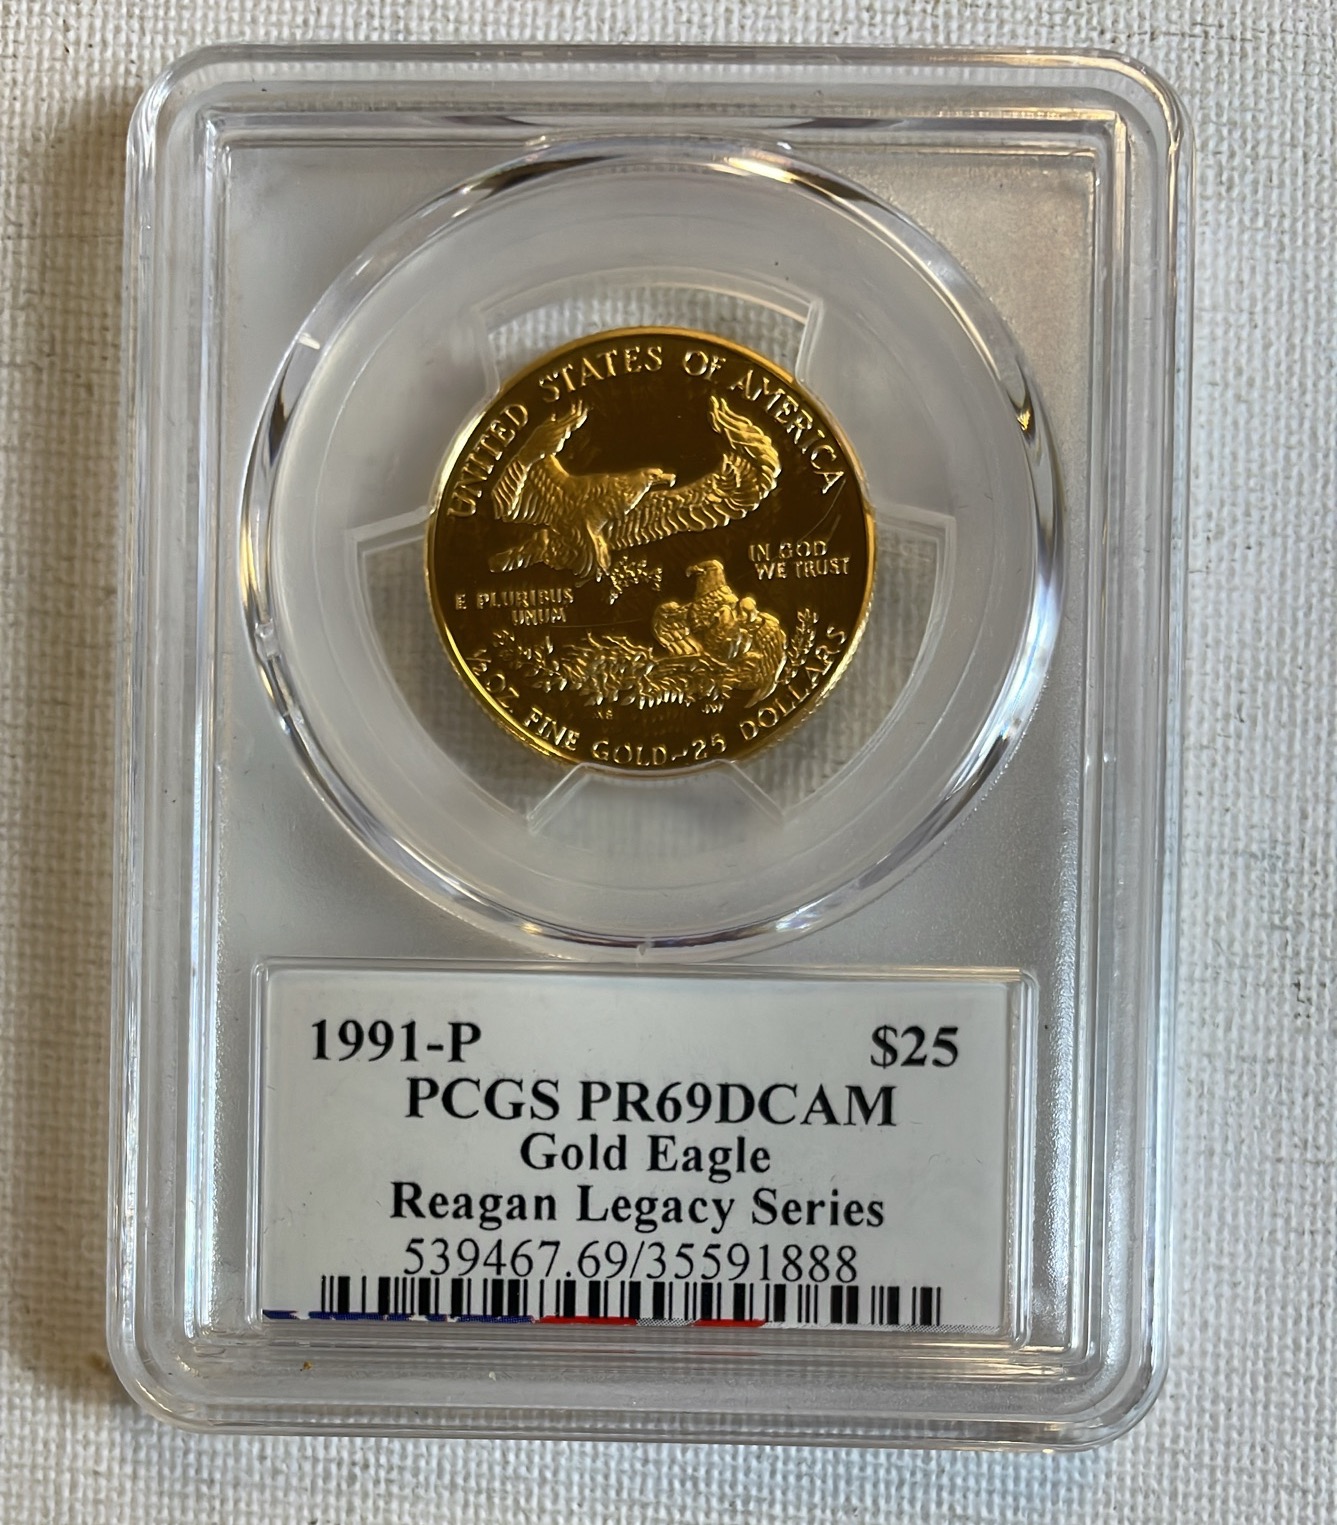 UNITED STATES OF AMERICA
IN GOD
WE TRUST
E PLURIBUS
UNUM
½ OZ. FINE GOLD~25 DOLLARS
1991-P $25
PCGS PR69DCAM
Gold Eagle
Reagan Legacy Series
539467.69/35591888